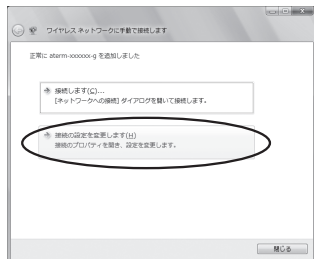 ワイヤレス ネットワークに手動で接続します
正常に aterm-xxxxxx-g を追加しました
接続します(C)...
[ネットワークへの接続] ダイアログを開いて接続します。
接続の設定を変更します(H)
接続のプロパティを開き、設定を変更します。
閉じる